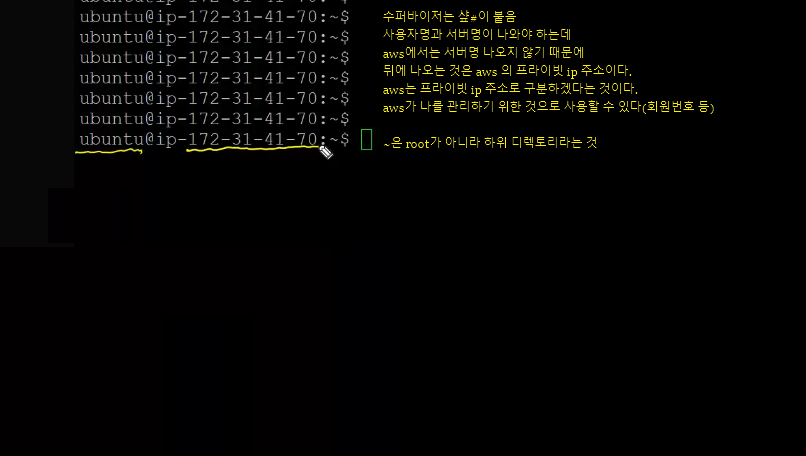 ubuntu@ip-172-31-41-70:~$
ubuntu@ip-172-31-41-70:~$
ubuntu@ip-172-31-41-70:~$
ubuntu@ip-172-31-41-70:~$
ubuntu@ip-172-31-41-70:~$
ubuntu@ip-172-31-41-70:~$
ubuntu@ip-172-31-41-70:~$
수퍼바이저는 샾#이 붙음
사용자명과 서버명이 나와야 하는데
aws에서는 서버명 나오지 않기 때문에
뒤에 나오는 것은 aws 의 프라이빗 ip 주소이다.
aws는 프라이빗 ip 주소로 구분하겠다는 것이다.
aws가 나를 관리하기 위한 것으로 사용할 수 있다(회원번호 등)
~은 root가 아니라 하위 디렉토리라는 것